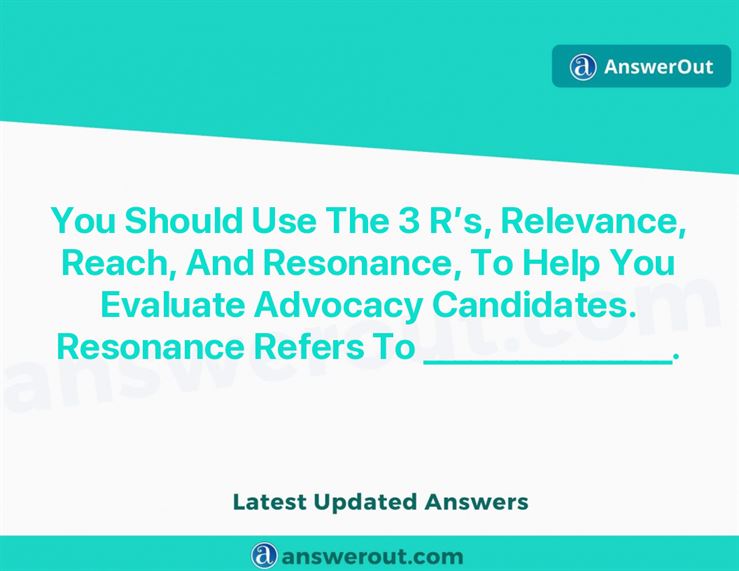 AnswerOut
You Should Use The 3 R’s, Relevance,
Reach, And Resonance, To Help You
Evaluate Advocacy Candidates.
Resonance Refers To ______________.
answerout.com
Latest Updated Answers
answerout.com